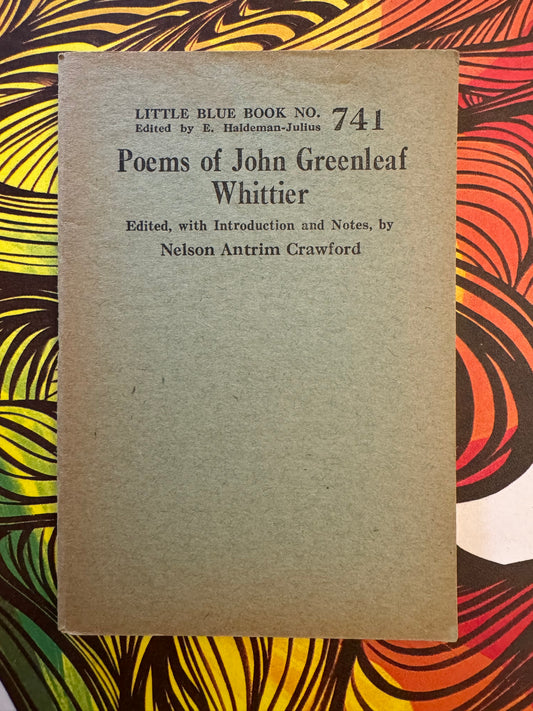 LITTLE BLUE BOOK NO. 741
Edited by E. Haldeman-Julius
Poems of John Greenleaf
Whittier
Edited, with Introduction and Notes, by
Nelson Antrim Crawford